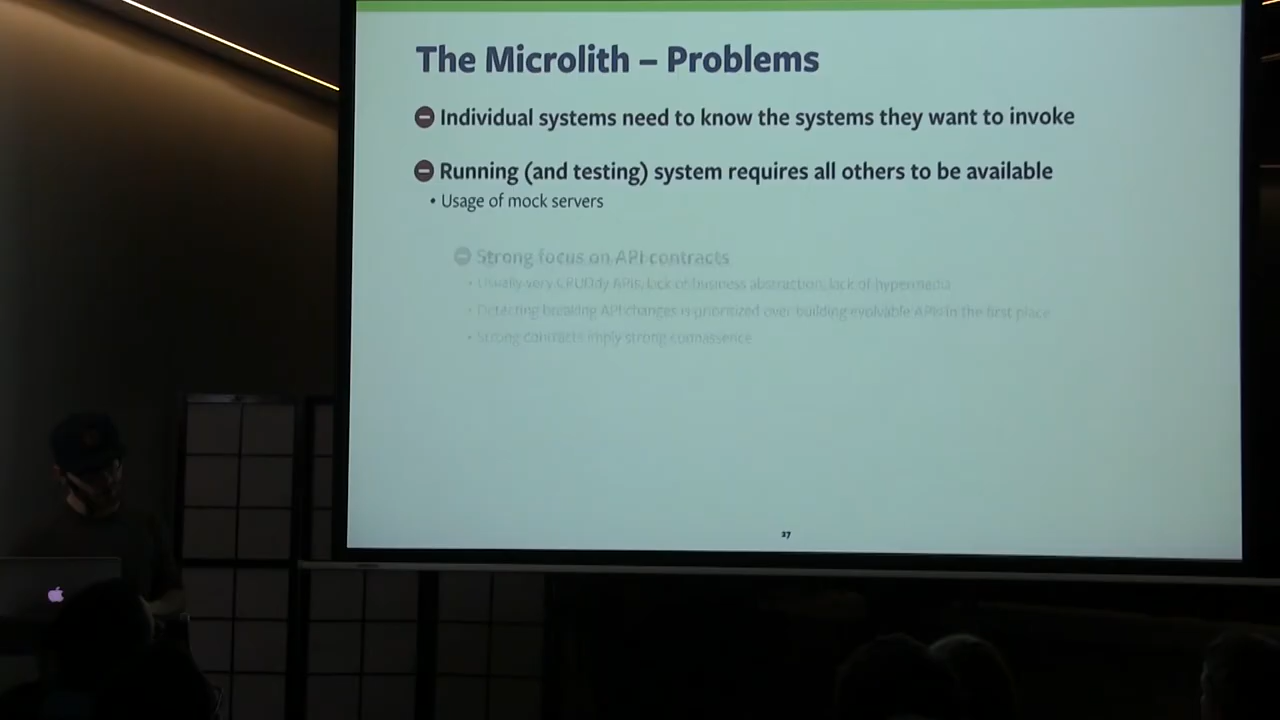 The Microlith – Problems
Individual systems need to know the systems they want to invoke
Running (and testing) system requires all others to be available
• Usage of mock servers
Strong focus on API contracts
• Usually very CRUDdy APIs, lack of business abstraction, lack of hypermedia
• Detecting breaking API changes is prioritized over building evolvable APIs in the first place
• Strong contracts imply strong connascence
27